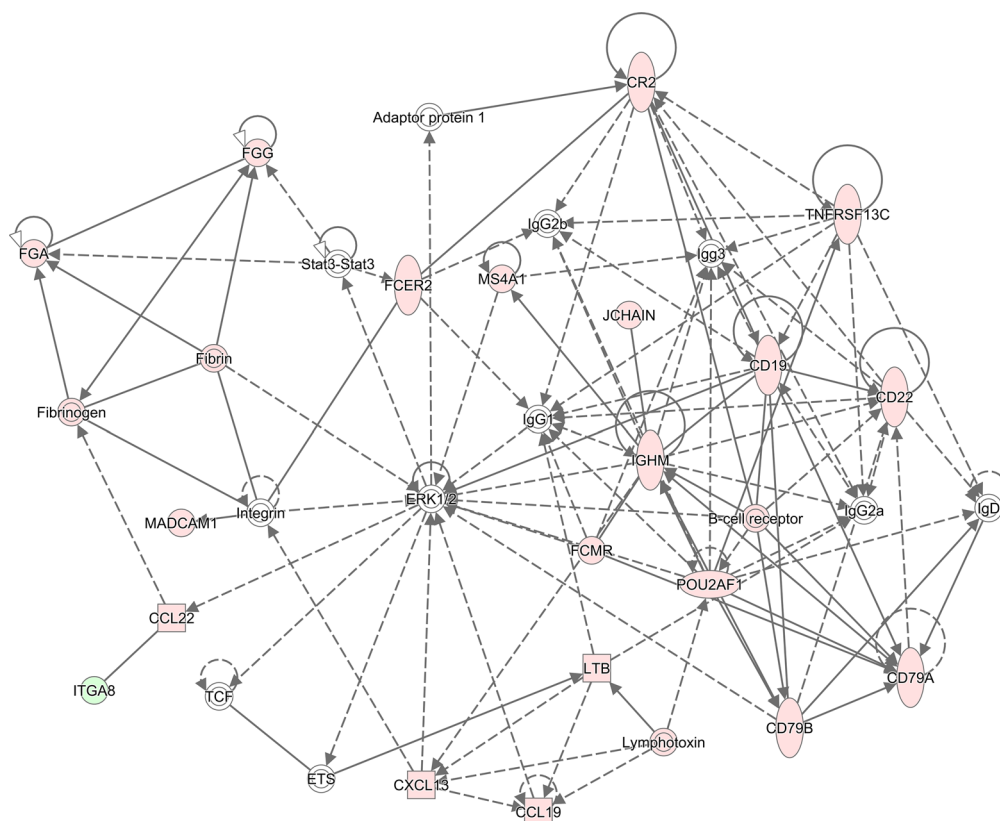 CR2
Adaptor protein 1
FGG
TNFRSF13C
IgG2b
FGA
Igg3
Stat3-Stat3
MS4A1
FCER2
JCHAIN
Fibrin
CD19
CD22
Fibrinogen
IgG1
IGHM
ERK1/2
IgG2a
IgD
Integrin
B-cell receptor
MADCAM1
FCMR
POU2AF1
CCL22
LTB
CD79A
ITGA8
TCF
CD79B
Lymphotoxin
ETS
CXCL13
CCL19